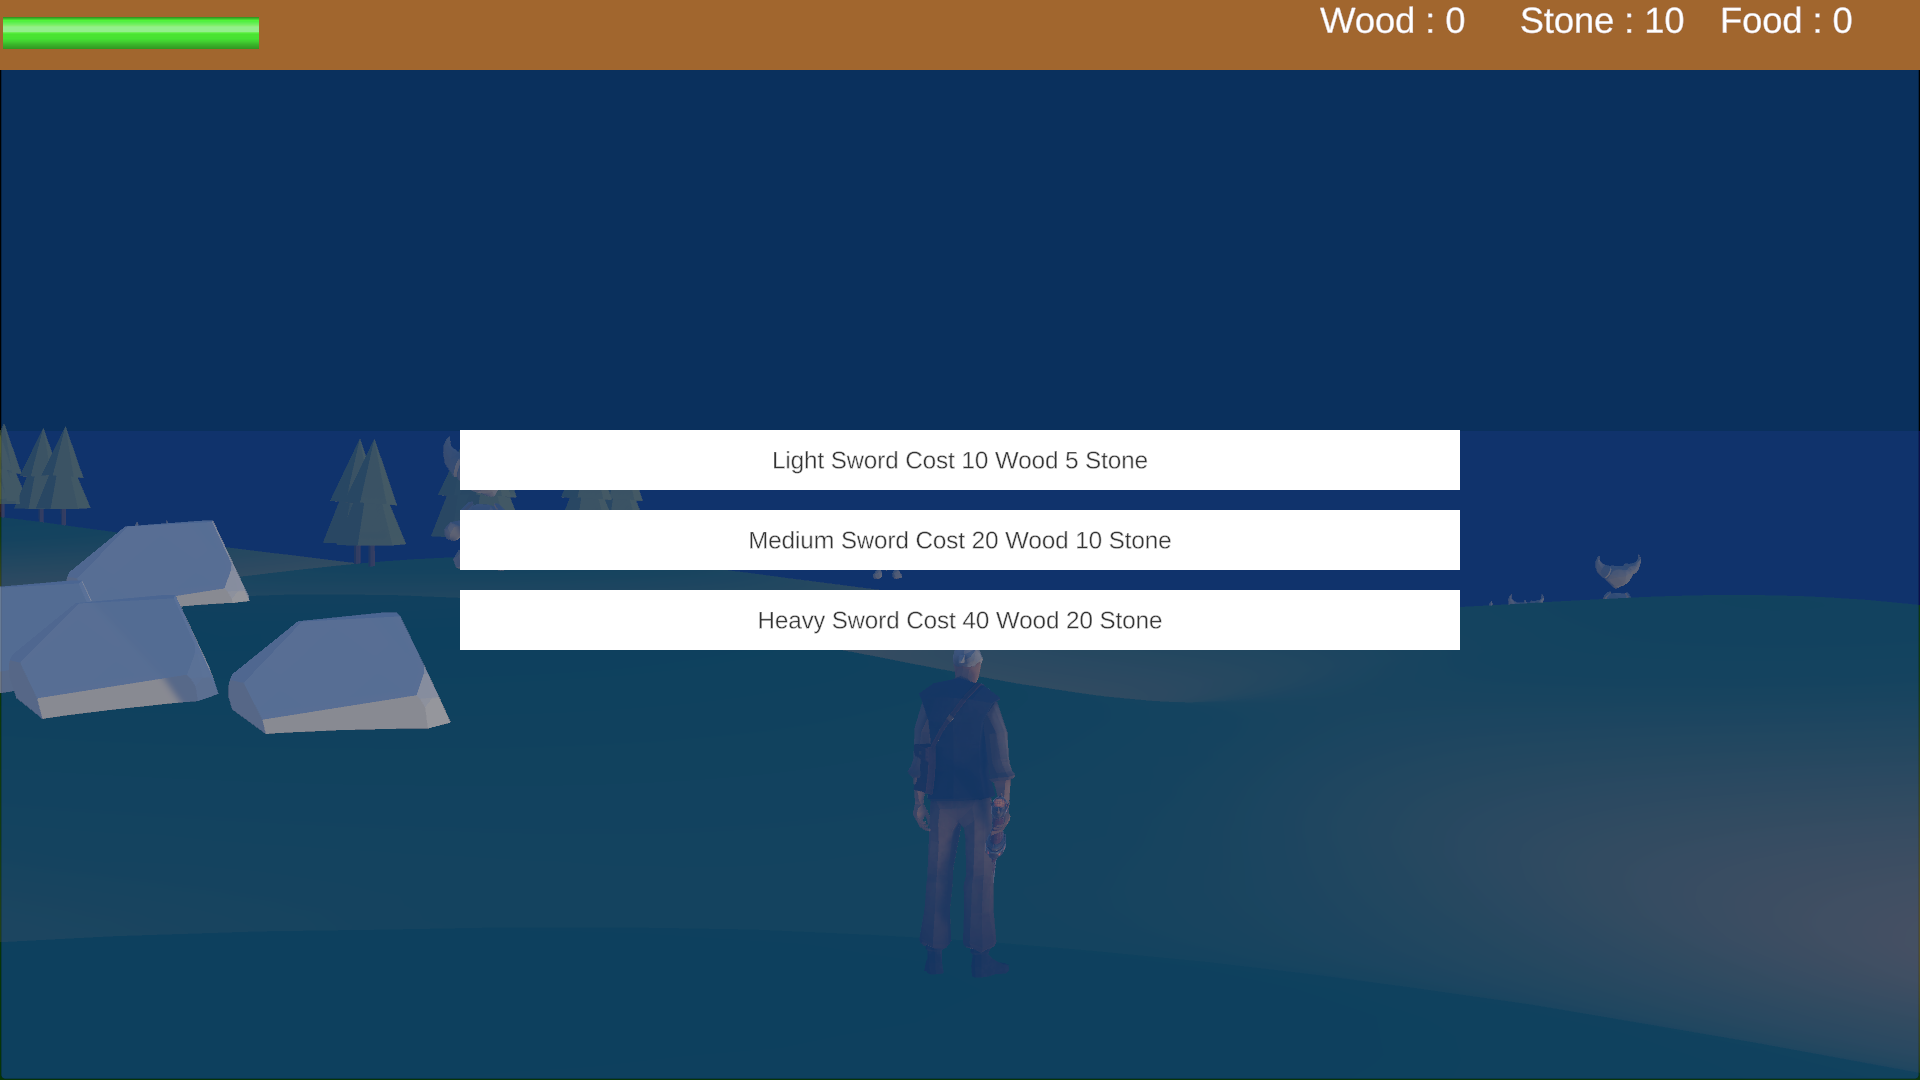 Wood : 0 Stone : 10 Food : 0
Light Sword Cost 10 Wood 5 Stone
Medium Sword Cost 20 Wood 10 Stone
Heavy Sword Cost 40 Wood 20 Stone